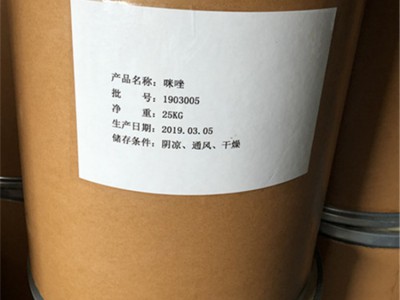 产品名称：咪唑
批　　号：1903005
净　　重：25KG
生产日期：2019.03.05
储存条件：阴凉、通风、干燥